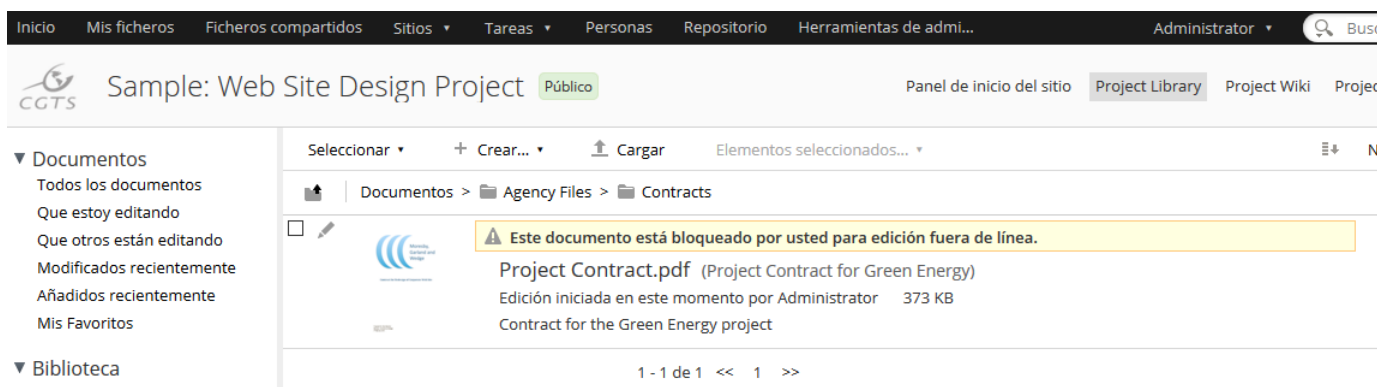 Inicio Mis ficheros Ficheros compartidos Sitios Tareas Personas Repositorio Herramientas de admi... Administrator Busc
CGTS Sample: Web Site Design Project Público Panel de inicio del sitio Project Library Project Wiki Projec
Documentos
Todos los documentos
Que estoy editando
Que otros están editando
Modificados recientemente
Añadidos recientemente
Mis Favoritos
Biblioteca
Seleccionar + Crear... Cargar Elementos seleccionados... N
Documentos > Agency Files > Contracts
Este documento está bloqueado por usted para edición fuera de línea.
Project Contract.pdf (Project Contract for Green Energy)
Edición iniciada en este momento por Administrator 373 KB
Contract for the Green Energy project
1 - 1 de 1 << 1 >>